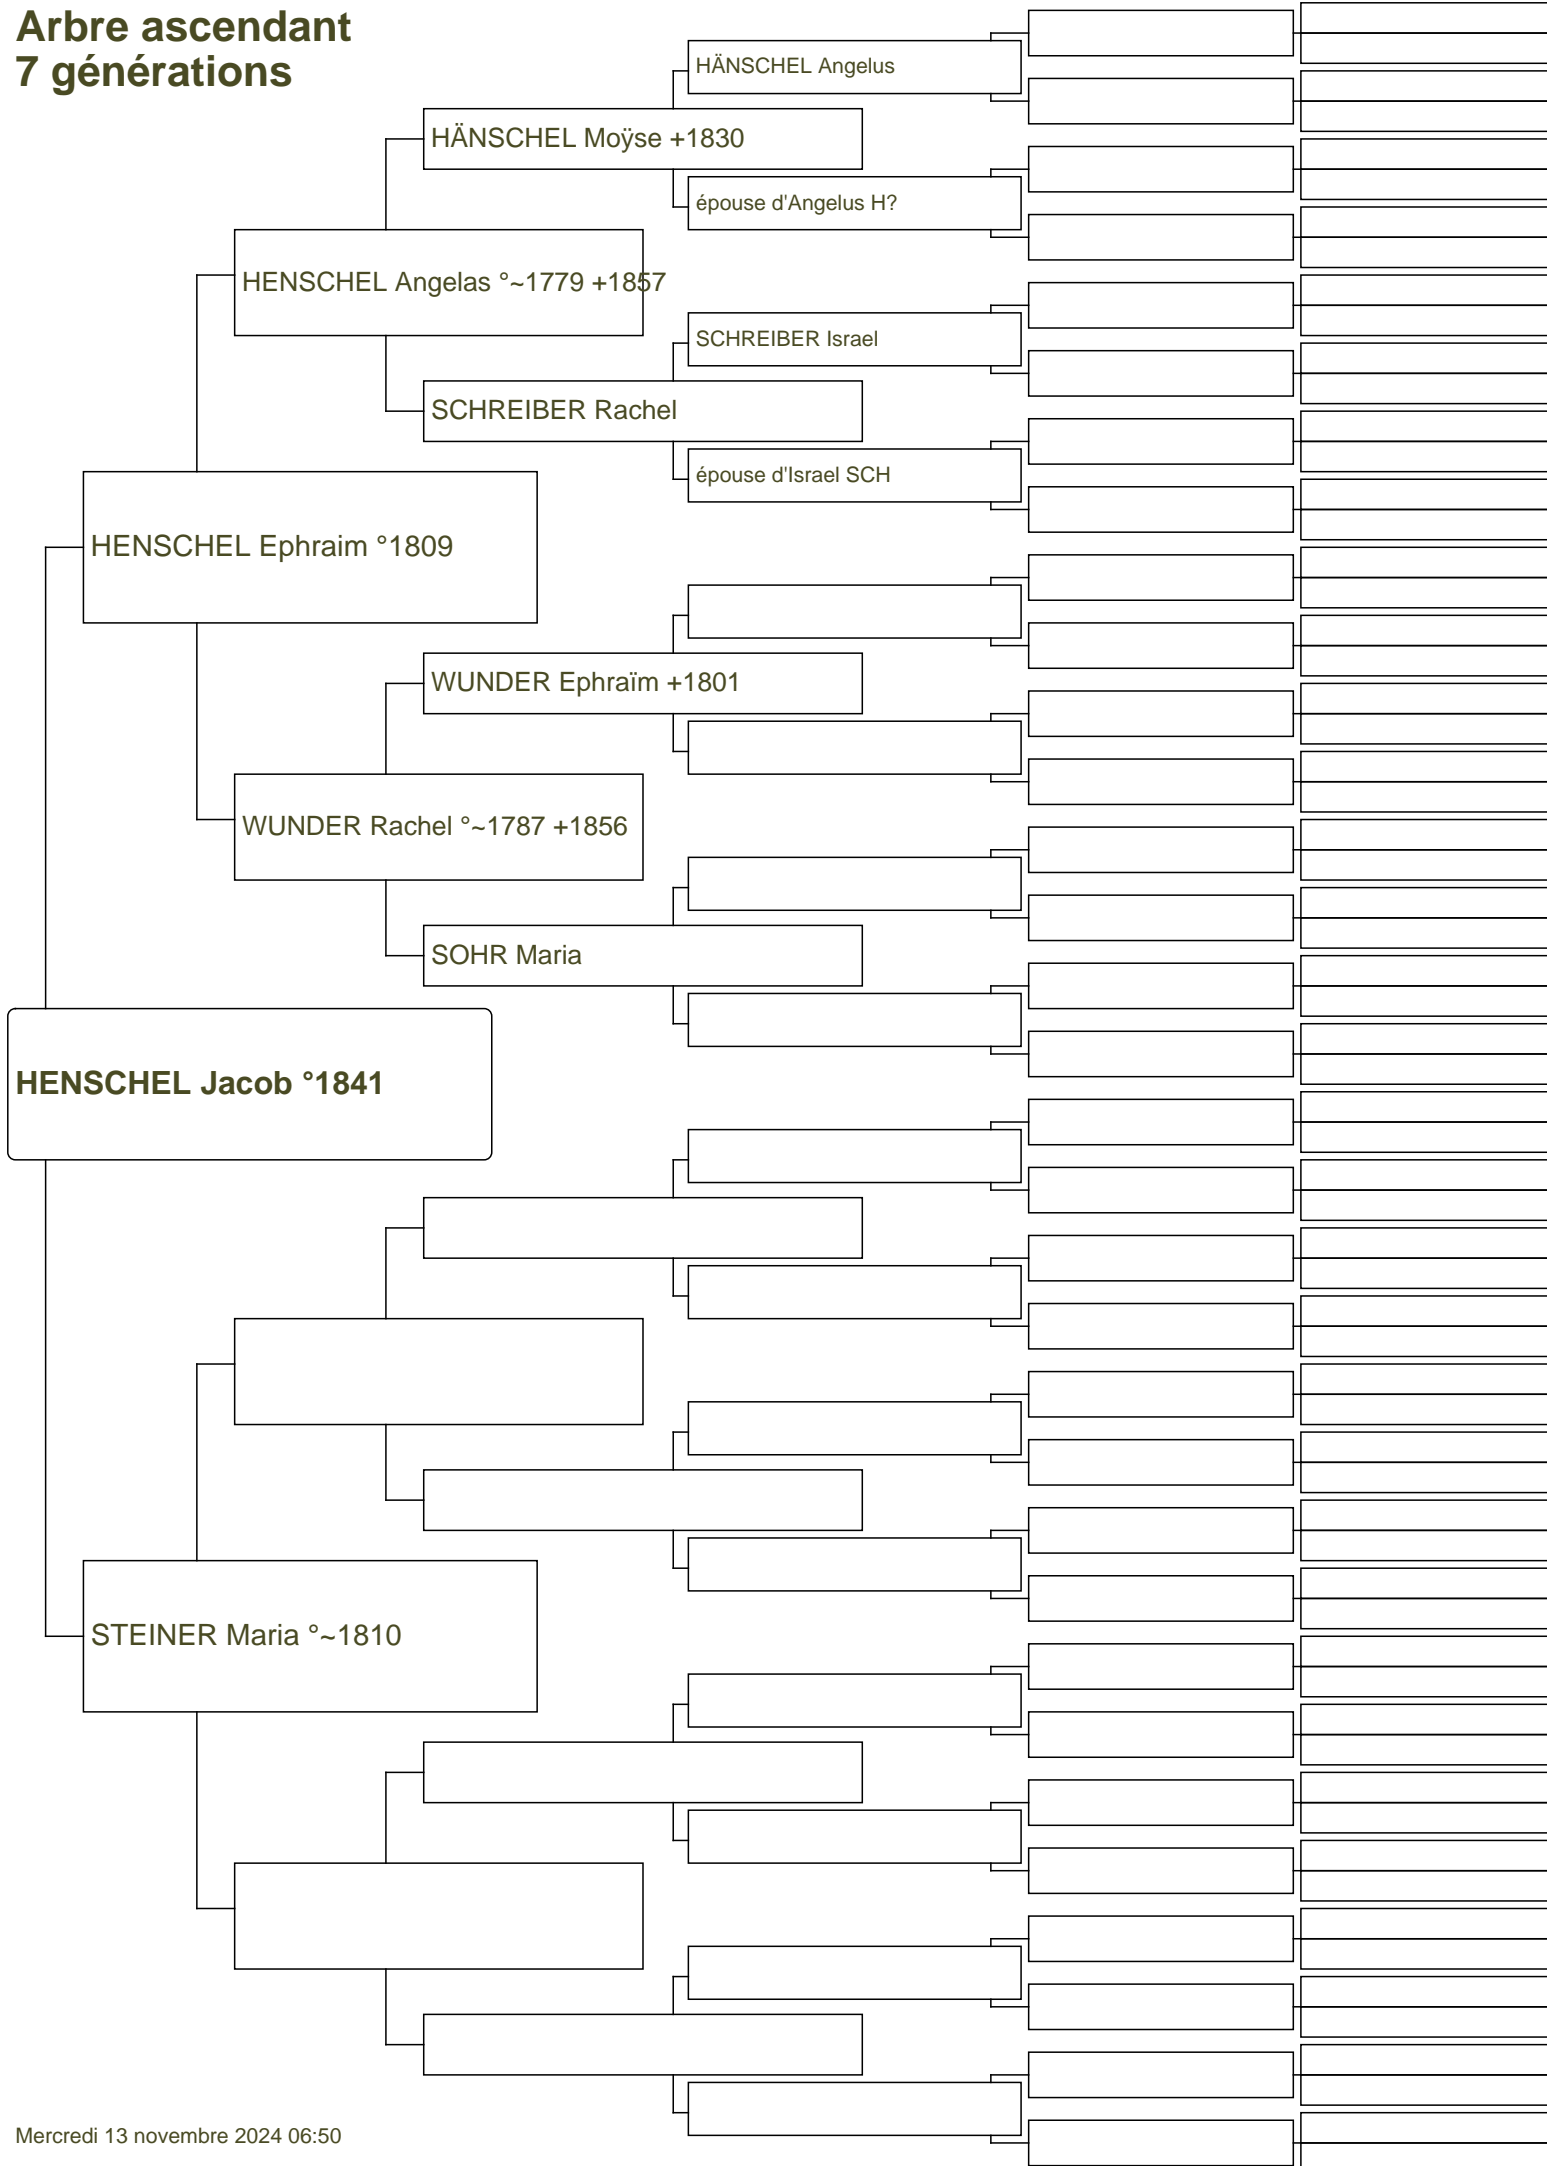 Arbre ascendant
7 générations
HÄNSCHEL Angelus
HÄNSCHEL Moÿse +1830
épouse d'Angelus H?
HENSCHEL Angelas °~1779 +1857
SCHREIBER Israel
SCHREIBER Rachel
épouse d'Israel SCH
HENSCHEL Ephraim °1809
WUNDER Ephraïm +1801
WUNDER Rachel °~1787 +1856
SOHR Maria
HENSCHEL Jacob °1841
STEINER Maria °~1810
Mercredi 13 novembre 2024 06:50